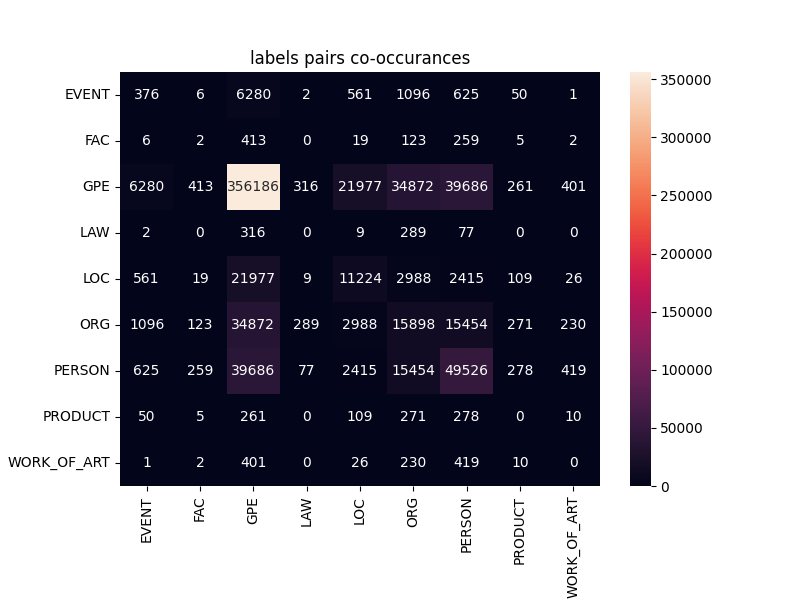 labels pairs co-occurances
EVENT 376 6 6280 2 561 1096 625 50 1
FAC 6 2 413 0 19 123 259 5 2
GPE 6280 413 356186 316 21977 34872 39686 261 401
LAW 2 0 316 0 9 289 77 0 0
LOC 561 19 21977 9 11224 2988 2415 109 26
ORG 1096 123 34872 289 2988 15898 15454 271 230
PERSON 625 259 39686 77 2415 15454 49526 278 419
PRODUCT 50 5 261 0 109 271 278 0 10
WORK_OF_ART 1 2 401 0 26 230 419 10 0
EVENT FAC GPE LAW LOC ORG PERSON PRODUCT WORK_OF_ART
350000
300000
250000
200000
150000
100000
50000
0